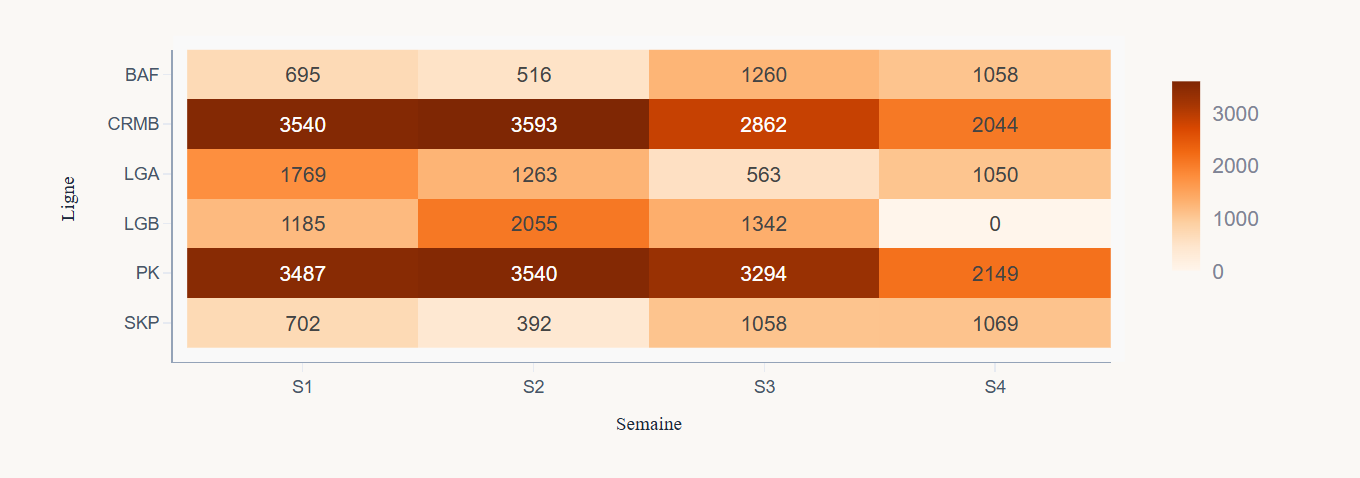 BAF 695 516 1260 1058
CRMB 3540 3593 2862 2044
LGA 1769 1263 563 1050
LGB 1185 2055 1342 0
PK 3487 3540 3294 2149
SKP 702 392 1058 1069
S1 S2 S3 S4
Semaine
Ligne
3000
2000
1000
0